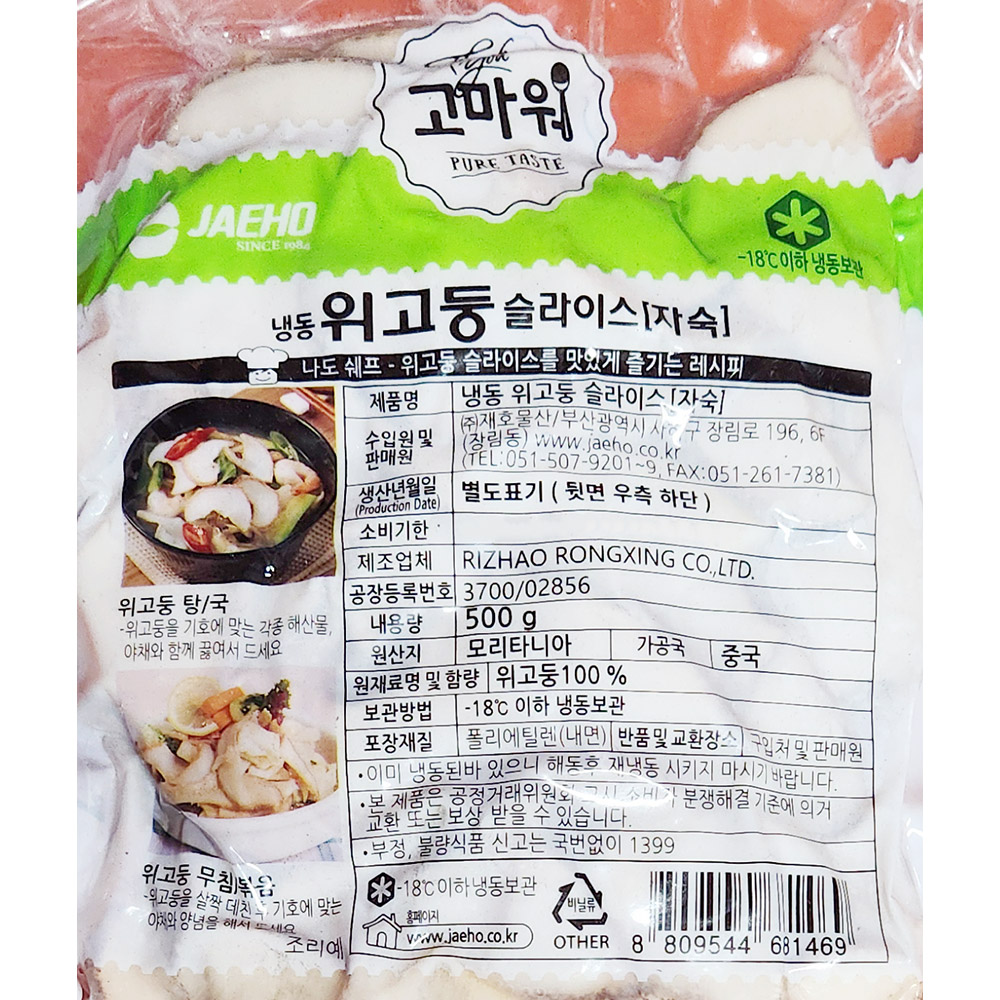 고마워
PURE TASTE
JAEHO
SINCE 1984
-18℃ 이하 냉동보관
냉동 위고둥 슬라이스[자숙]
나도 쉐프 - 위고둥 슬라이스를 맛있게 즐기는 레시피
제품명 냉동 위고둥 슬라이스[자숙]
수입원 및 판매원 ㈜재호물산/부산광역시 구 장림로 196, 6F
(장림동) www.jaeho.co.kr
(TEL:051-507-9201~9, FAX:051-261-7381)
생산년월일 (Production Date) 별도표기 ( 뒷면 우측 하단 )
소비기한
제조업체 RIZHAO RONGXING CO.,LTD.
공장등록번호 3700/02856
내용량 500 g
원산지 모리타니아 가공국 중국
원재료명 및 함량 위고둥100 %
보관방법 -18℃ 이하 냉동보관
포장재질 폴리에틸렌(내면) 반품 및 교환장소 구입처 및 판매원
•이미 냉동된바 있으니 해동후 재냉동 시키지 마시기 바랍니다.
•본 제품은 공정거래위원회 분쟁해결 기준에 의거
교환 또는 보상 받을 수 있습니다.
•부정, 불량식품 신고는 국번없이 1399
위고둥 탕/국
-위고둥을 기호에 맞는 각종 해산물,
야채와 함께 끓여서 드세요
위고둥 무침/볶음
-위고둥을 살짝 데친 기호에 맞는
야채와 양념을
조리예
-18℃ 이하 냉동보관
홈페이지
www.jaeho.co.kr
비닐류
OTHER
8 809544 681469